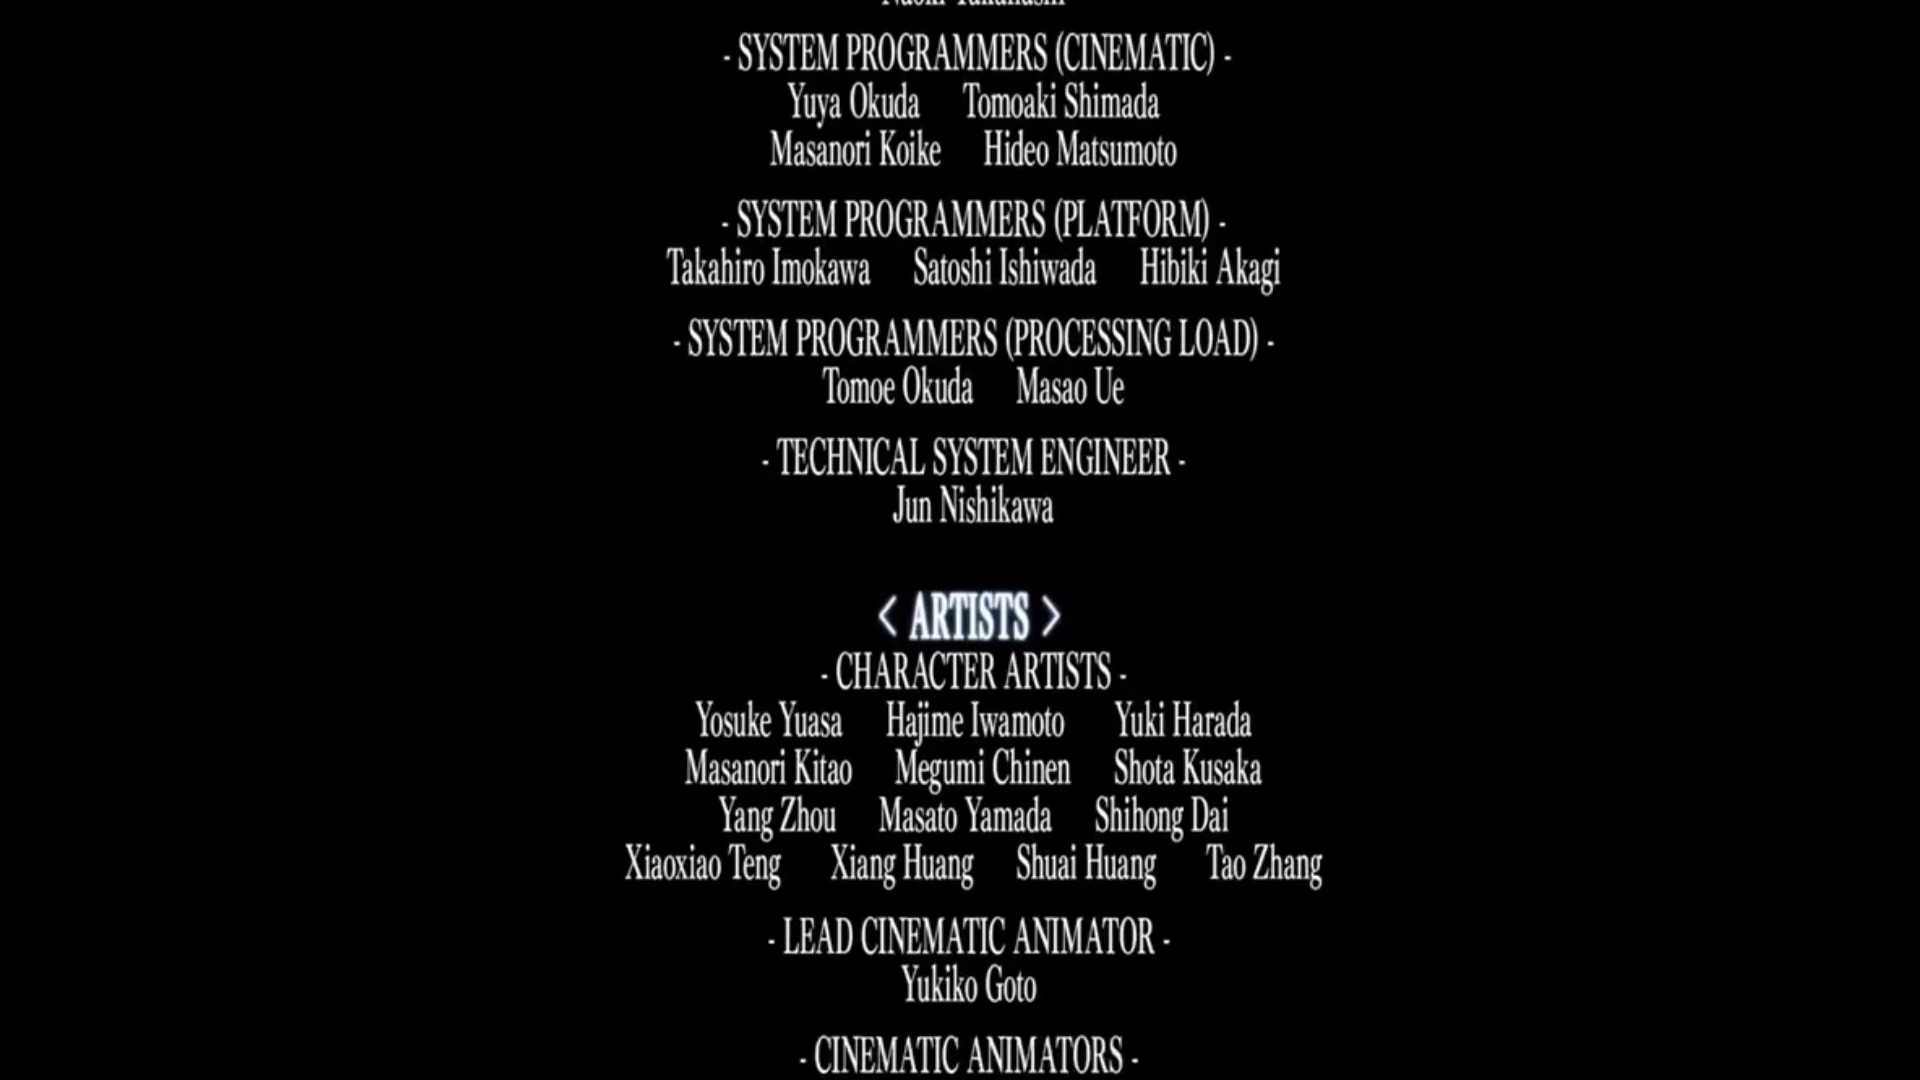 - SYSTEM PROGRAMMERS (CINEMATIC) -
Yuya Okuda Tomoaki Shimada
Masanori Koike Hideo Matsumoto
- SYSTEM PROGRAMMERS (PLATFORM) -
Takahiro Imokawa Satoshi Ishiwada Hibiki Akagi
- SYSTEM PROGRAMMERS (PROCESSING LOAD) -
Tomoe Okuda Masao Ue
- TECHNICAL SYSTEM ENGINEER -
Jun Nishikawa
< ARTISTS >
- CHARACTER ARTISTS -
Yosuke Yuasa Hajime Iwamoto Yuki Harada
Masanori Kitao Megumi Chinen Shota Kusaka
Yang Zhou Masato Yamada Shihong Dai
Xiaoxiao Teng Xiang Huang Shuai Huang Tao Zhang
- LEAD CINEMATIC ANIMATOR -
Yukiko Goto
- CINEMATIC ANIMATORS -